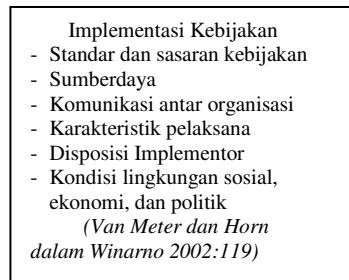 Implementasi Kebijakan
- Standar dan sasaran kebijakan
- Sumberdaya
- Komunikasi antar organisasi
- Karakteristik pelaksana
- Disposisi Implementor
- Kondisi lingkungan sosial,
ekonomi, dan politik
(Van Meter dan Horn
dalam Winarno 2002:119)